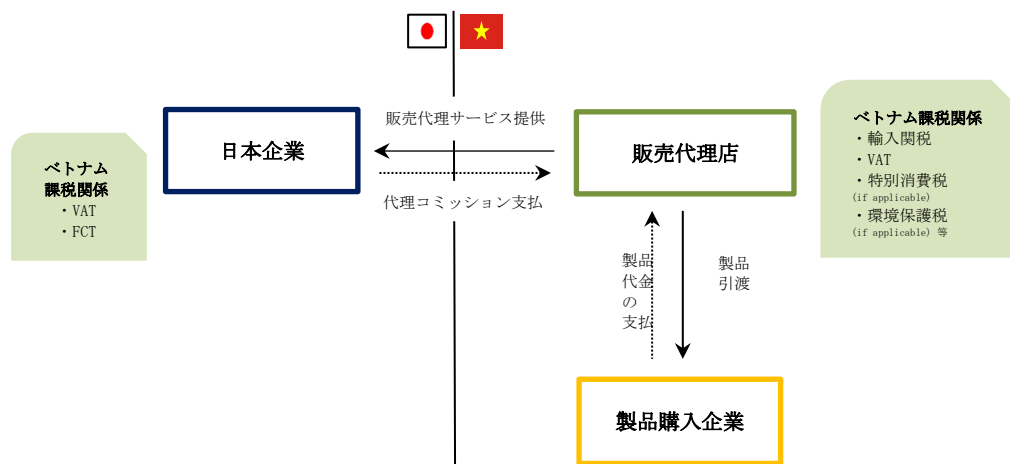 販売代理サービス提供
日本企業
販売代理店
代理コミッション支払
ベトナム
課税関係
・VAT
・FCT
ベトナム課税関係
・輸入関税
・VAT
・特別消費税
(if applicable)
・環境保護税
(if applicable) 等
製品
代金
の
支払
製品
引渡
製品購入企業